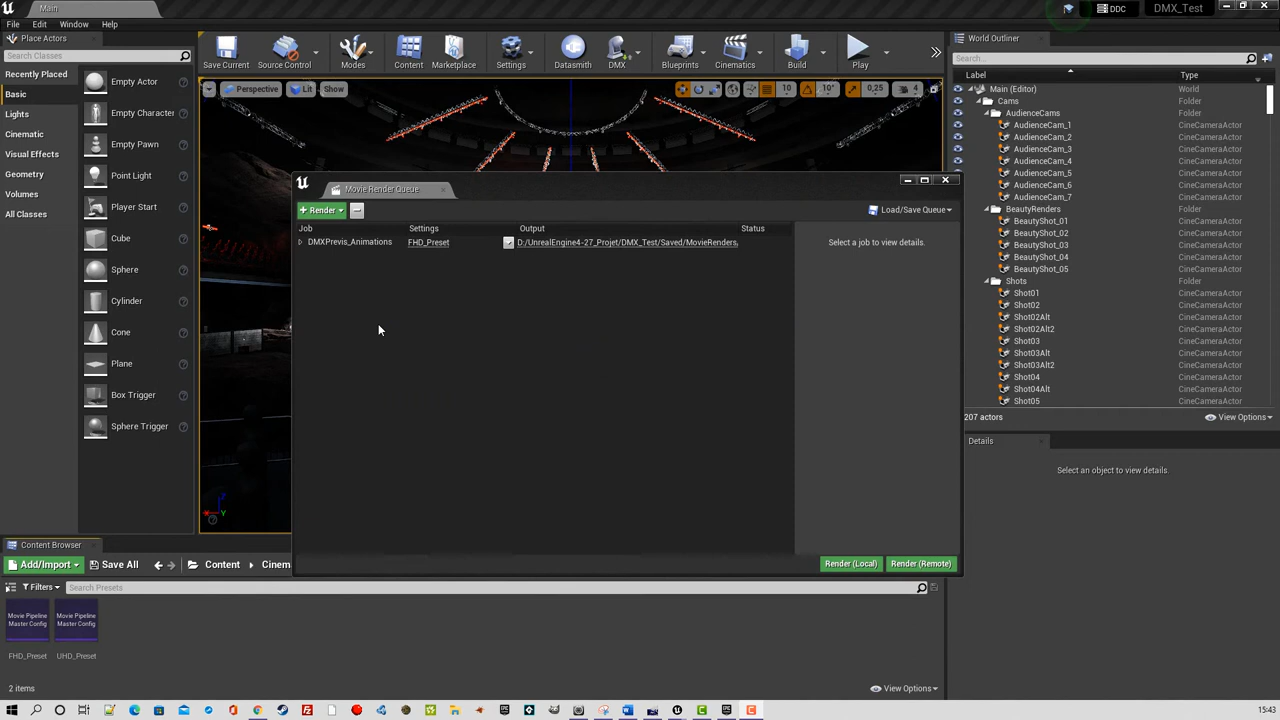 Main
DDC
DMX_Test
File Edit Window Help
Place Actors
Search Classes
Recently Placed
Basic
Lights
Cinematic
Visual Effects
Geometry
Volumes
All Classes
Empty Actor
Empty Character
Empty Pawn
Point Light
Player Start
Cube
Sphere
Cylinder
Cone
Plane
Box Trigger
Sphere Trigger
Save Current
Source Control
Modes
Content
Marketplace
Settings
Datasmith
DMX
Blueprints
Cinematics
Build
Play
Perspective Lit Show 10 10° 0,25 4
Movie Render Queue
Render
Load/Save Queue
Job Settings Output Status
DMXPrevis_Animations FHD_Preset D:/UnrealEngine4-27_Projet/DMX_Test/Saved/MovieRenders.
Select a job to view details.
Render (Local) Render (Remote)
World Outliner
Search...
Label Type
Main (Editor) World
Cams Folder
AudienceCams Folder
AudienceCam_1 CineCameraActor
AudienceCam_2 CineCameraActor
AudienceCam_3 CineCameraActor
AudienceCam_4 CineCameraActor
AudienceCam_5 CineCameraActor
AudienceCam_6 CineCameraActor
AudienceCam_7 CineCameraActor
BeautyRenders Folder
BeautyShot_01 CineCameraActor
BeautyShot_02 CineCameraActor
BeautyShot_03 CineCameraActor
BeautyShot_04 CineCameraActor
BeautyShot_05 CineCameraActor
Shots Folder
Shot01 CineCameraActor
Shot02 CineCameraActor
Shot02Alt CineCameraActor
Shot02Alt2 CineCameraActor
Shot03 CineCameraActor
Shot03Alt CineCameraActor
Shot03Alt2 CineCameraActor
Shot04 CineCameraActor
Shot04Alt CineCameraActor
Shot05 CineCameraActor
207 actors View Options
Details
Select an object to view details.
Content Browser
Add/Import Save All Content Cinem
Filters Search Presets
Movie Pipeline
Master Config
Movie Pipeline
Master Config
FHD_Preset UHD_Preset
2 items View Options
X Y Z
15:43